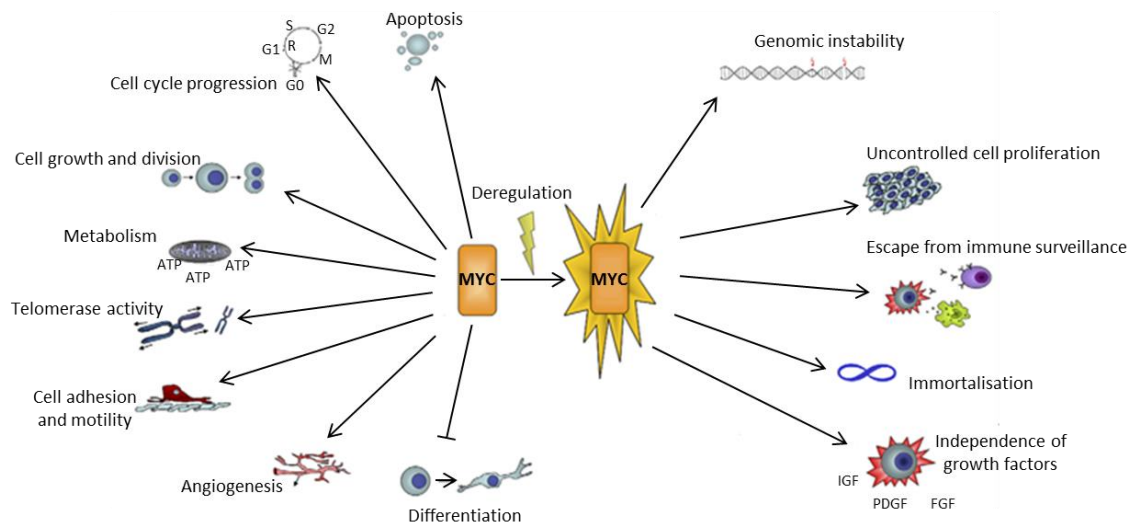 Apoptosis
S
G2
G1
R
M
G0
Cell cycle progression
Genomic instability
Cell growth and division
Uncontrolled cell proliferation
Deregulation
Metabolism
ATP
ATP
ATP
Escape from immune surveillance
MYC
MYC
Telomerase activity
Cell adhesion
and motility
Immortalisation
Angiogenesis
Differentiation
Independence of
growth factors
IGF
PDGF
FGF